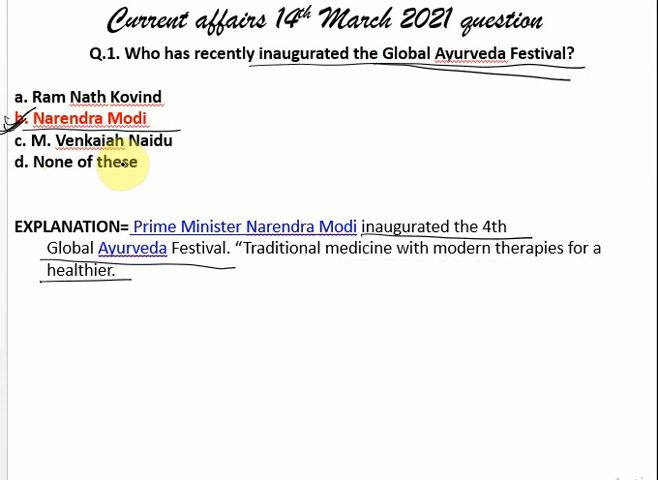 Current affairs 14th March 2021 question
Q.1. Who has recently inaugurated the Global Ayurveda Festival?
a. Ram Nath Kovind
b. Narendra Modi
c. M. Venkaiah Naidu
d. None of these
EXPLANATION= Prime Minister Narendra Modi inaugurated the 4th
Global Ayurveda Festival. “Traditional medicine with modern therapies for a
healthier.